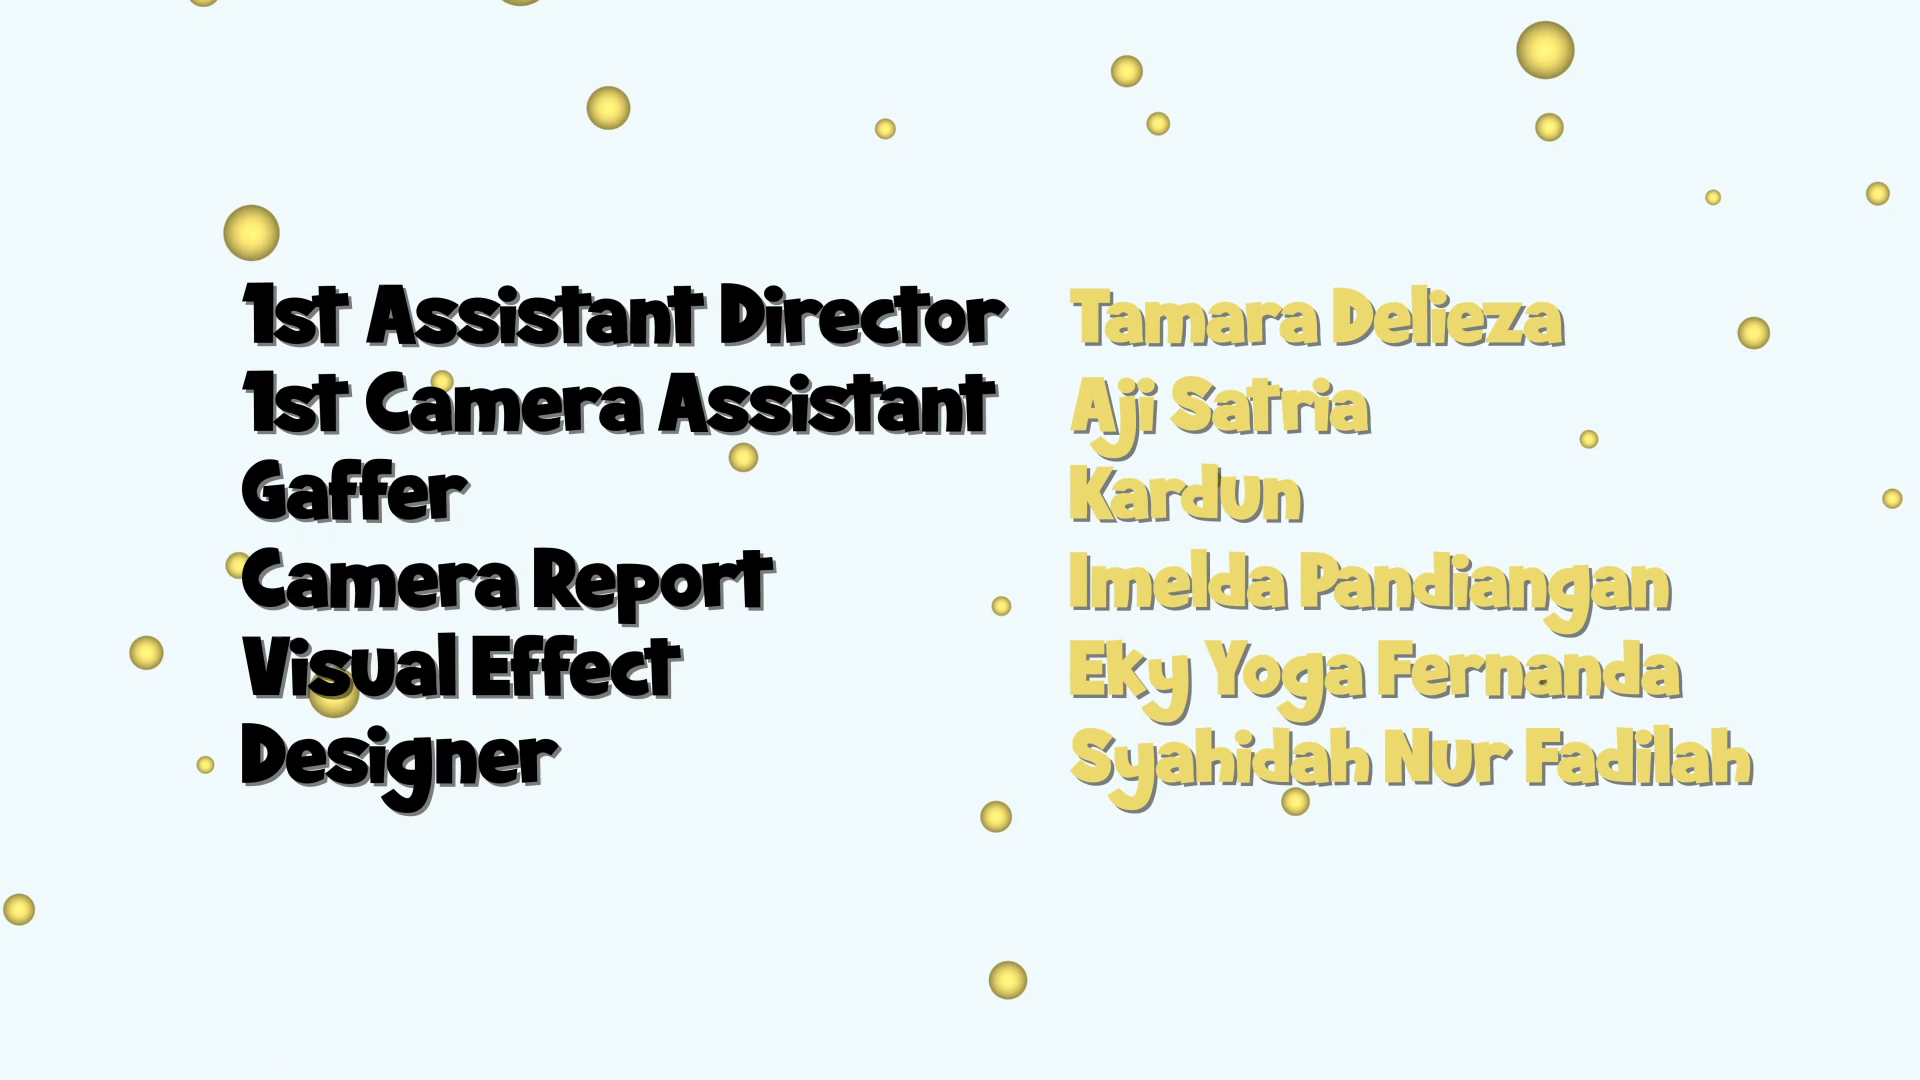 1st Assistant Director Tamara Delieza
1st Camera Assistant Aji Satria
Gaffer Kardun
Camera Report Imelda Pandiangan
Visual Effect Eky Yoga Fernanda
Designer Syahidah Nur Fadilah